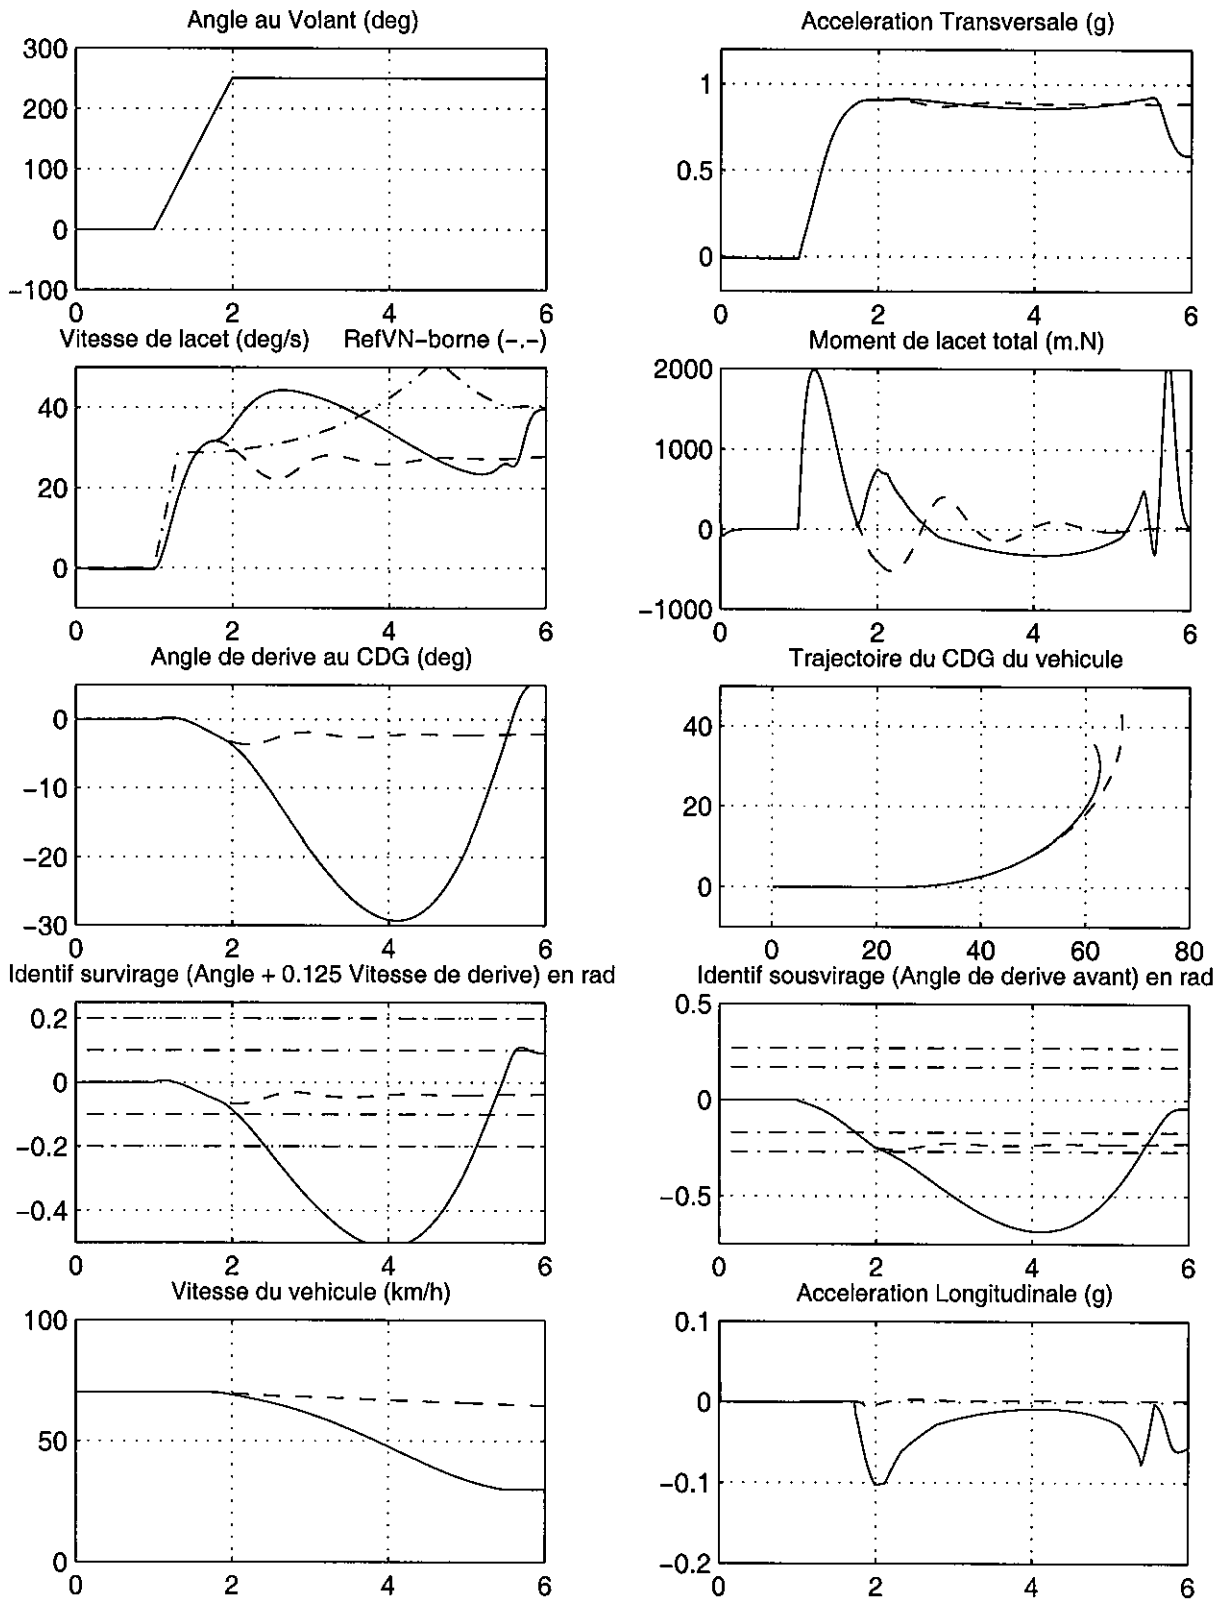 Angle au Volant (deg)
300
200
100
0
−100
0 2 4 6
Acceleration Transversale (g)
1
0.5
0
0 2 4 6
Vitesse de lacet (deg/s) RefVN−borne (−.−)
40
20
0
0 2 4 6
Moment de lacet total (m.N)
2000
1000
0
−1000
0 2 4 6
Angle de derive au CDG (deg)
0
−10
−20
−30
0 2 4 6
Trajectoire du CDG du vehicule
40
20
0
0 20 40 60 80
Identif survirage (Angle + 0.125 Vitesse de derive) en rad
0.2
0
−0.2
−0.4
0 2 4 6
Identif sousvirage (Angle de derive avant) en rad
0.5
0
−0.5
0 2 4 6
Vitesse du vehicule (km/h)
100
50
0
0 2 4 6
Acceleration Longitudinale (g)
0.1
0
−0.1
−0.2
0 2 4 6